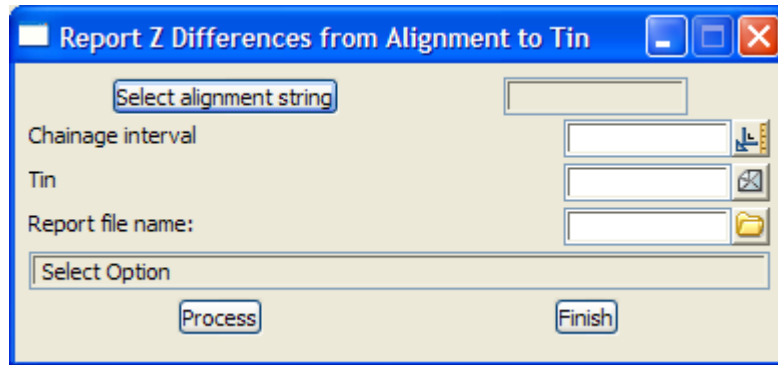 Report Z Differences from Alignment to Tin
Select alignment string
Chainage interval
Tin
Report file name:
Select Option
Process Finish